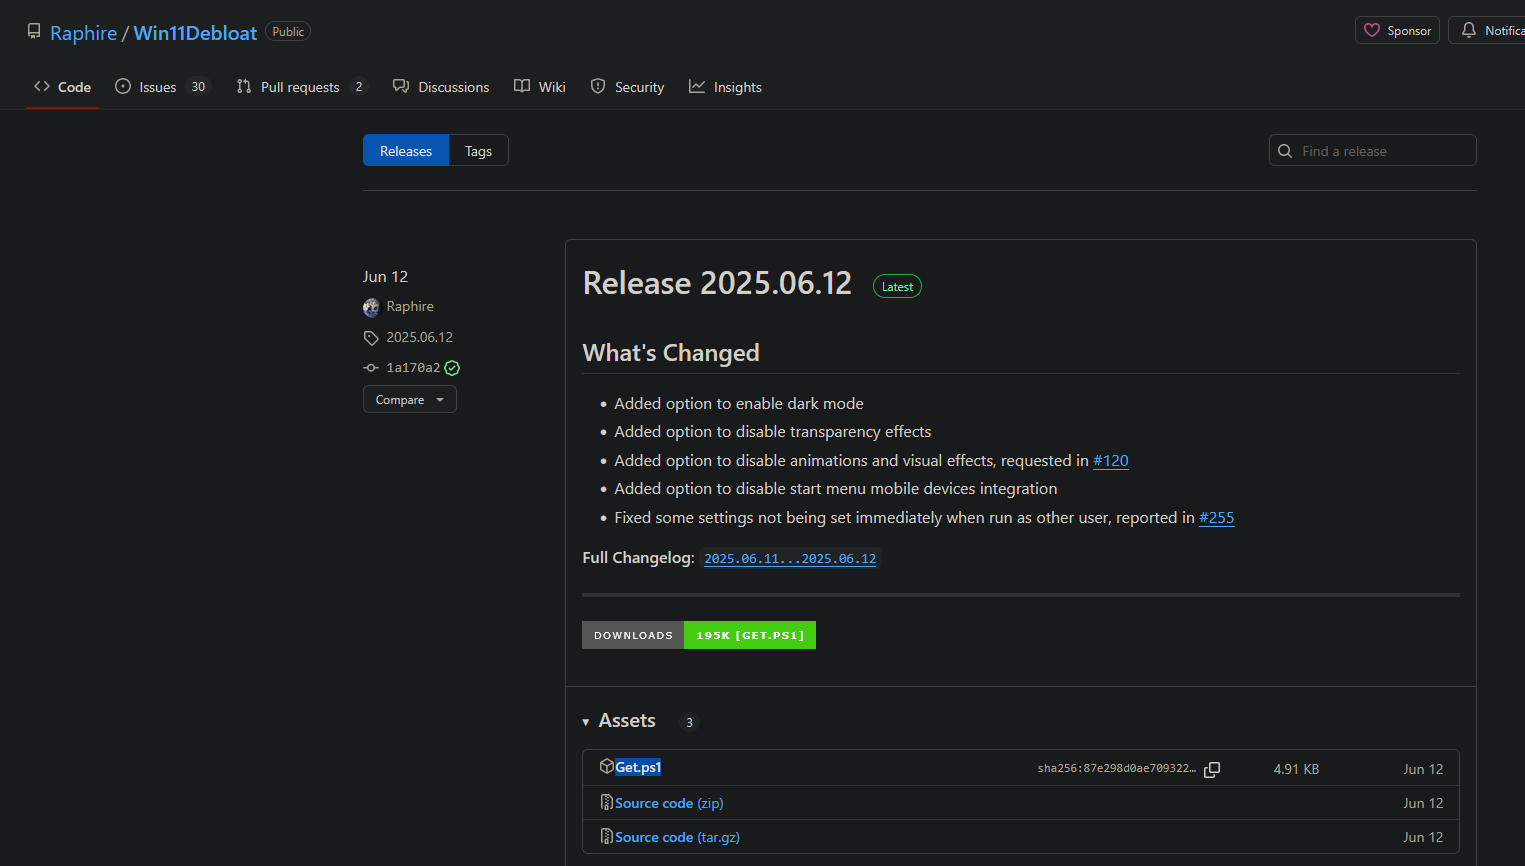 Raphire / Win11Debloat Public
Sponsor
Code
Issues 30
Pull requests 2
Discussions
Wiki
Security
Insights
Releases
Tags
Find a release
Jun 12
Raphire
2025.06.12
1a170a2
Compare
Release 2025.06.12 Latest
What's Changed
• Added option to enable dark mode
• Added option to disable transparency effects
• Added option to disable animations and visual effects, requested in #120
• Added option to disable start menu mobile devices integration
• Fixed some settings not being set immediately when run as other user, reported in #255
Full Changelog: 2025.06.11...2025.06.12
DOWNLOADS 195K [GET.PS1]
Assets 3
Get.ps1 sha256:87e298d0ae709322… 4.91 KB Jun 12
Source code (zip) Jun 12
Source code (tar.gz) Jun 12